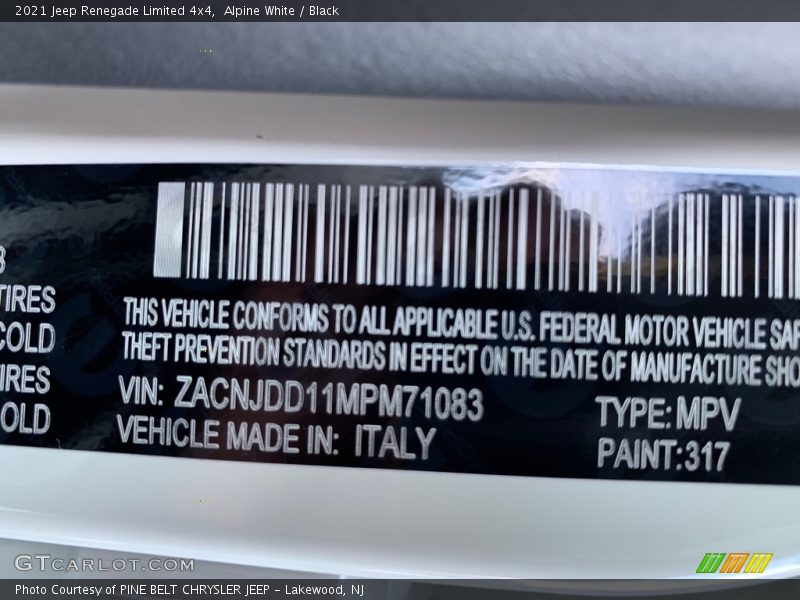 2021 Jeep Renegade Limited 4x4, Alpine White / Black
TIRES
COLD
THIS VEHICLE CONFORMS TO ALL APPLICABLE U.S. FEDERAL MOTOR VEHICLE SAF
THEFT PREVENTION STANDARDS IN EFFECT ON THE DATE OF MANUFACTURE SHO
IRES
OLD
VIN: ZACNJDD11MPM71083
TYPE: MPV
VEHICLE MADE IN: ITALY
PAINT:317
GTCARLOT.COM
Photo Courtesy of PINE BELT CHRYSLER JEEP - Lakewood, NJ